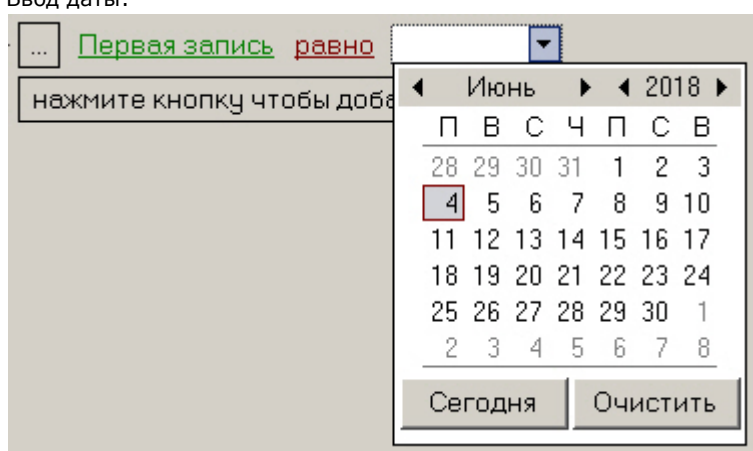 Ввод даты:
... Первая запись равно
нажмите кнопку чтобы доба
Июнь 2018
П В С Ч П С В
28 29 30 31 1 2 3
4 5 6 7 8 9 10
11 12 13 14 15 16 17
18 19 20 21 22 23 24
25 26 27 28 29 30 1
2 3 4 5 6 7 8
Сегодня Очистить